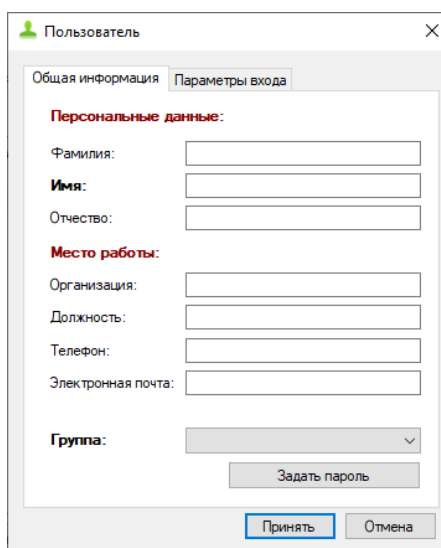 Пользователь
Общая информация Параметры входа
Персональные данные:
Фамилия:
Имя:
Отчество:
Место работы:
Организация:
Должность:
Телефон:
Электронная почта:
Группа:
Задать пароль
Принять Отмена